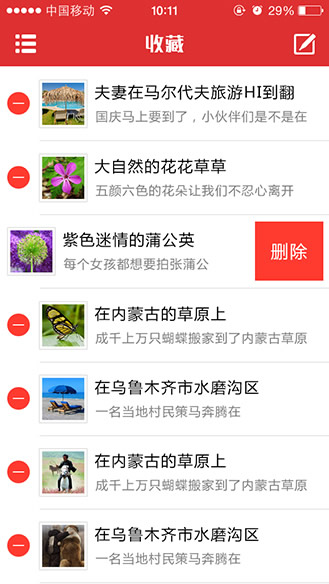 中国移动 10:11 29%
收藏
夫妻在马尔代夫旅游HI到翻
国庆马上要到了，小伙伴们是不是在
大自然的花花草草
五颜六色的花朵让我们不忍心离开
紫色迷情的蒲公英
每个女孩都想要拍张蒲公
删除
在内蒙古的草原上
成千上万只蝴蝶搬家到了内蒙古草原
在乌鲁木齐市水磨沟区
一名当地村民策马奔腾在
在内蒙古的草原上
成千上万只蝴蝶搬家到了内蒙古草原
在乌鲁木齐市水磨沟区
一名当地村民策马奔腾在